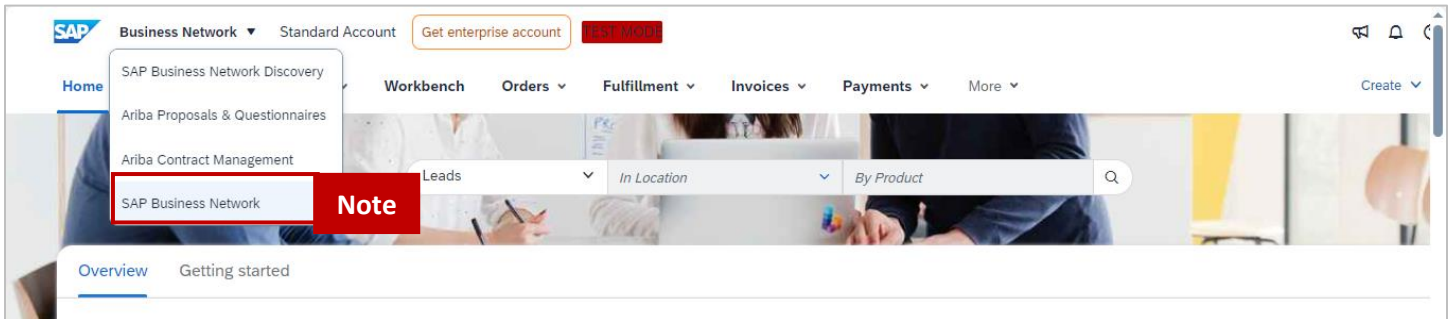 SAP Business Network ▼ Standard Account Get enterprise account TEST MODE
SAP Business Network Discovery
Home Workbench Orders Fulfillment Invoices Payments More Create
Ariba Proposals & Questionnaires
Ariba Contract Management
Leads In Location By Product
SAP Business Network Note
Overview Getting started